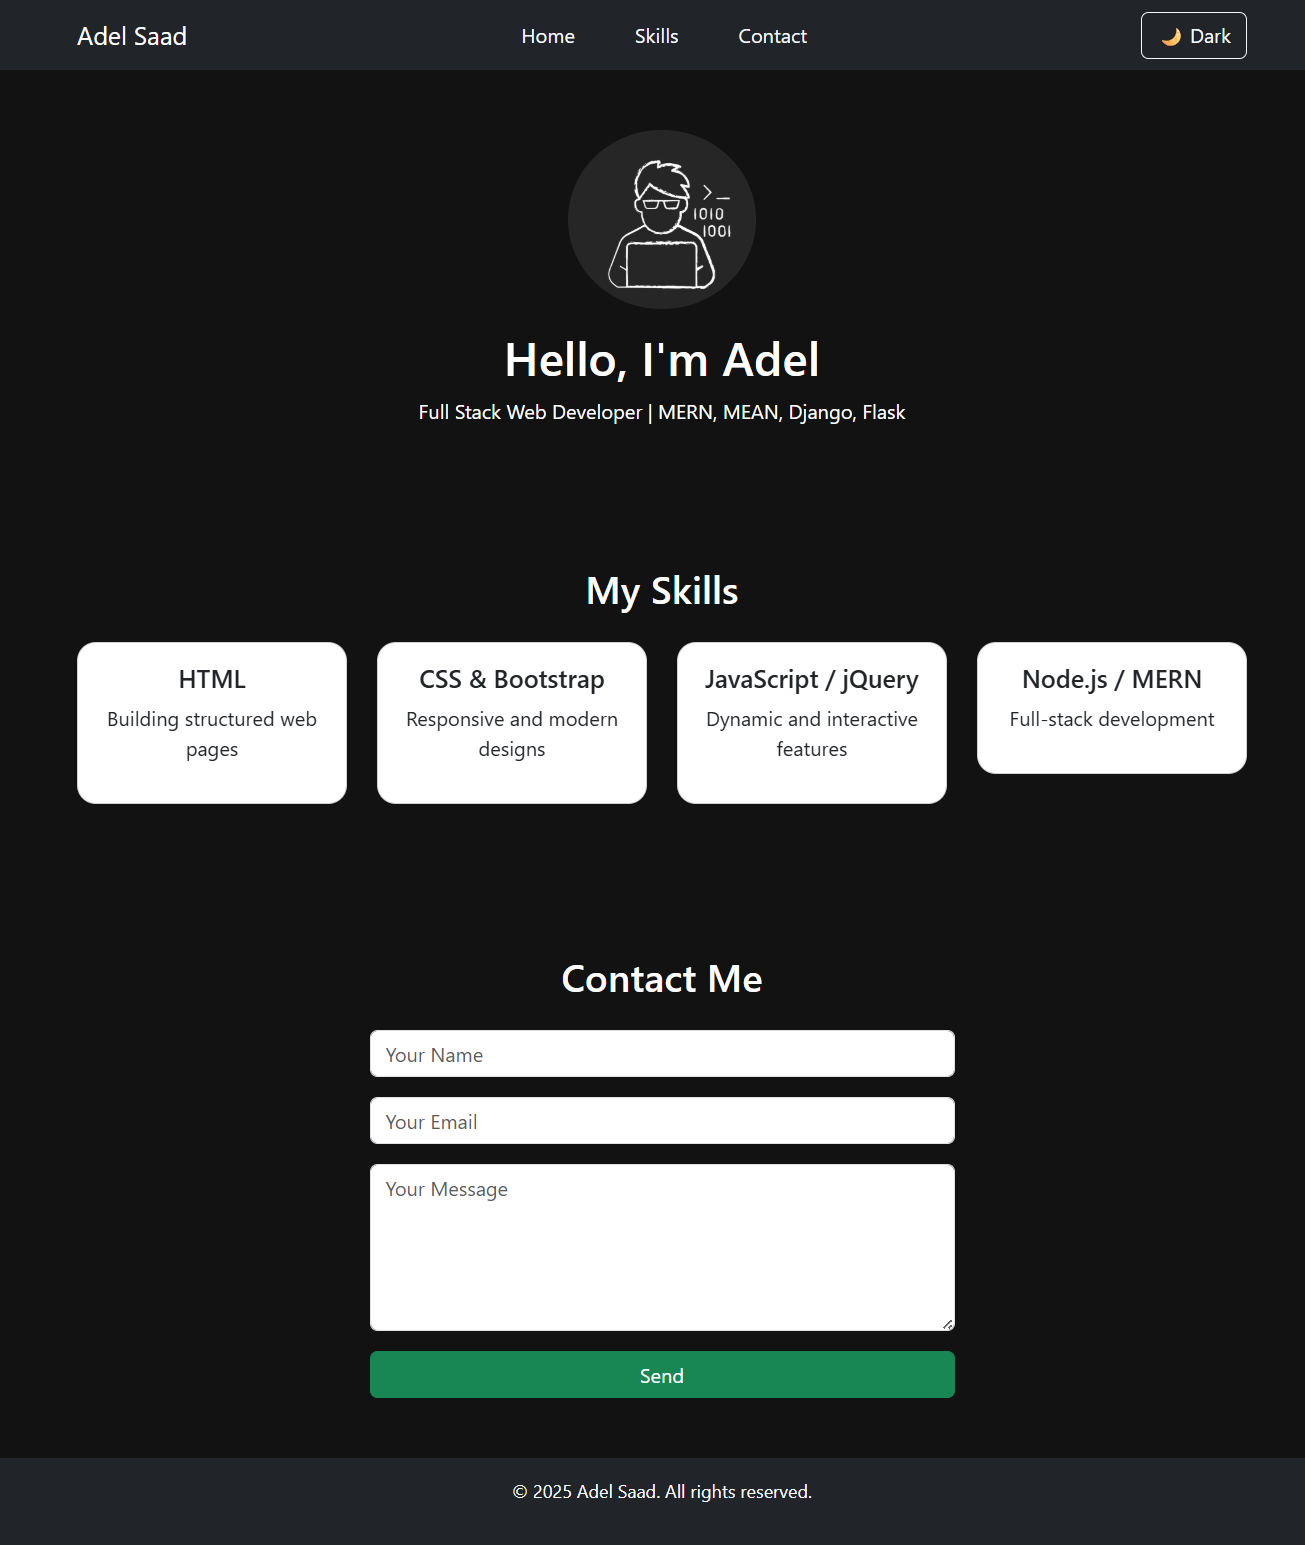 Adel Saad
Home
Skills
Contact
🌙 Dark
>_
1010
1001
Hello, I'm Adel
Full Stack Web Developer | MERN, MEAN, Django, Flask
My Skills
HTML
Building structured web
pages
CSS & Bootstrap
Responsive and modern
designs
JavaScript / jQuery
Dynamic and interactive
features
Node.js / MERN
Full-stack development
Contact Me
Your Name
Your Email
Your Message
Send
© 2025 Adel Saad. All rights reserved.